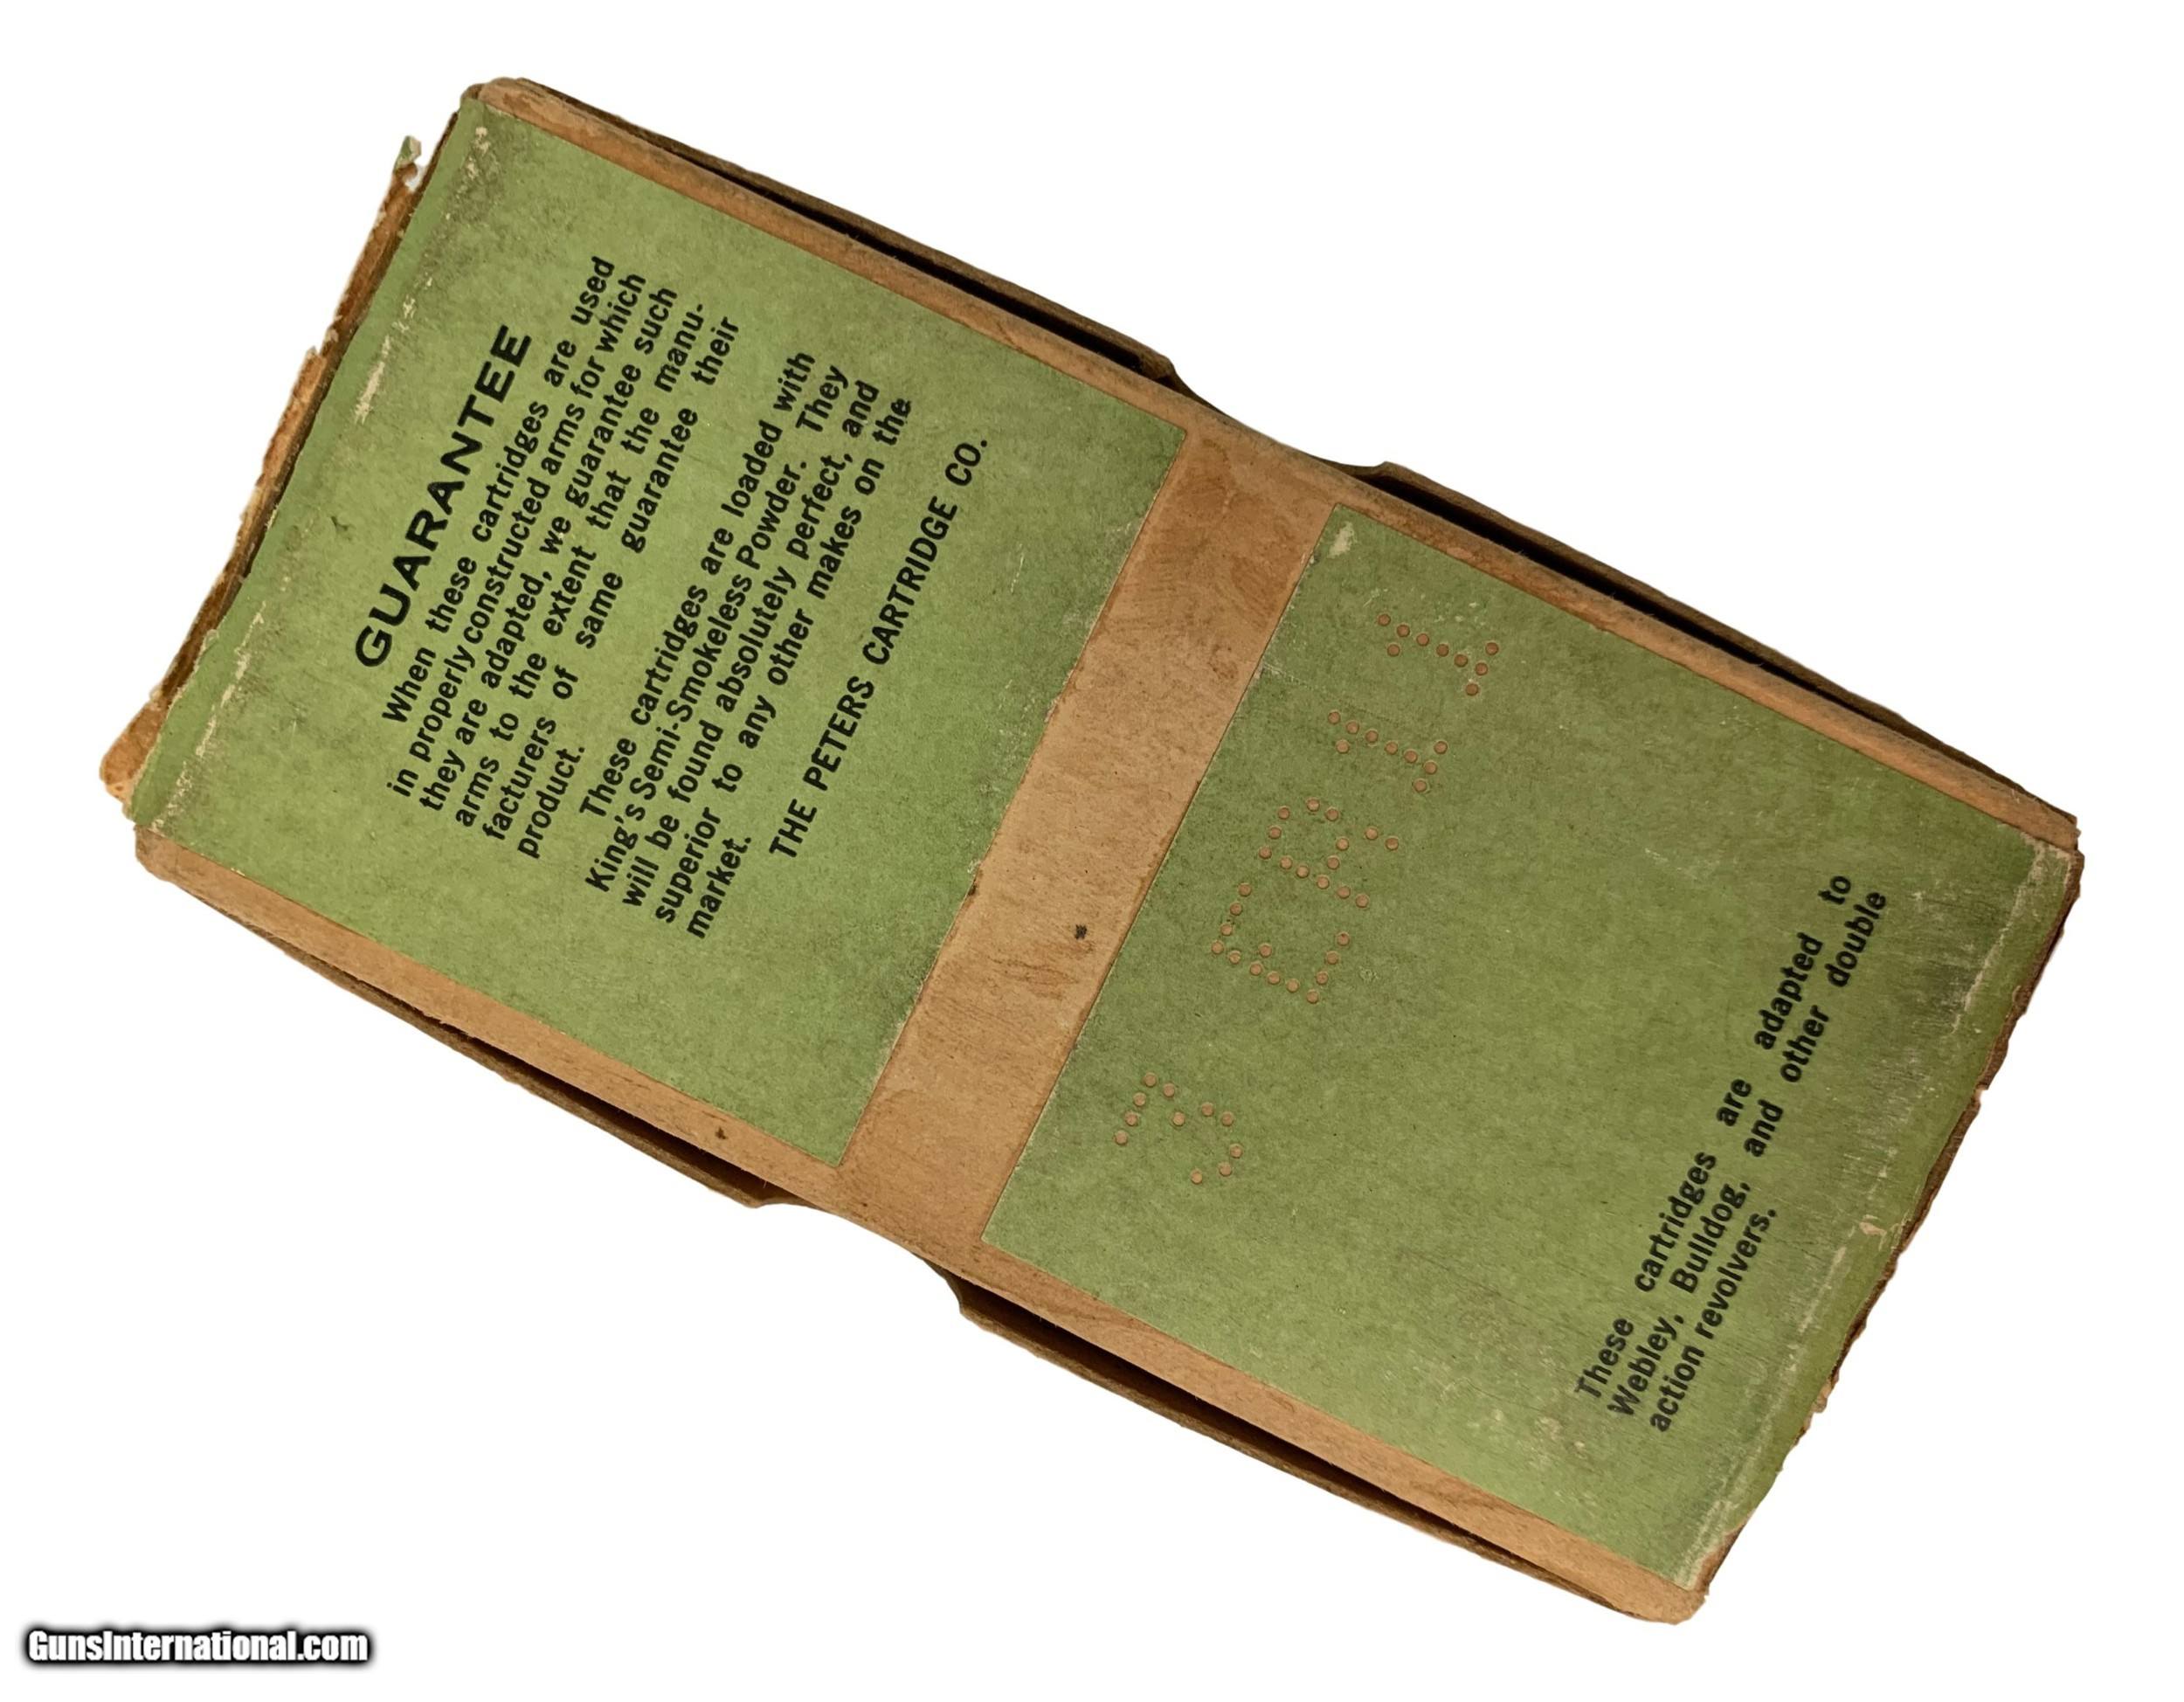 GUARANTEE
When these cartridges are used
in properly constructed arms for which
they are adapted, we guarantee such
arms to the extent that the manu-
facturers of same guarantee their
product.
These cartridges are loaded with
King's Semi-Smokeless Powder. They
will be found absolutely perfect, and
superior to any other makes on the
market.
THE PETERS CARTRIDGE CO.
3 ER11
These cartridges are adapted to
Webley, Bulldog, and other double
action revolvers.
GunsInternational.com